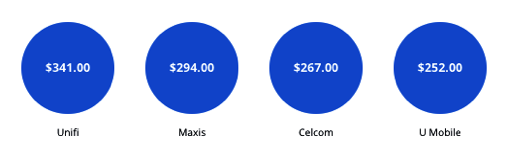 $341.00 $294.00 $267.00 $252.00
Unifi Maxis Celcom U Mobile